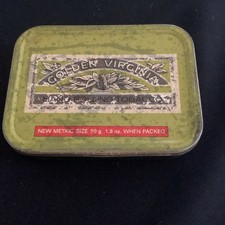 GOLDEN VIRGINIA
NEW METRIC SIZE 50 g 1.8 oz. WHEN PACKED